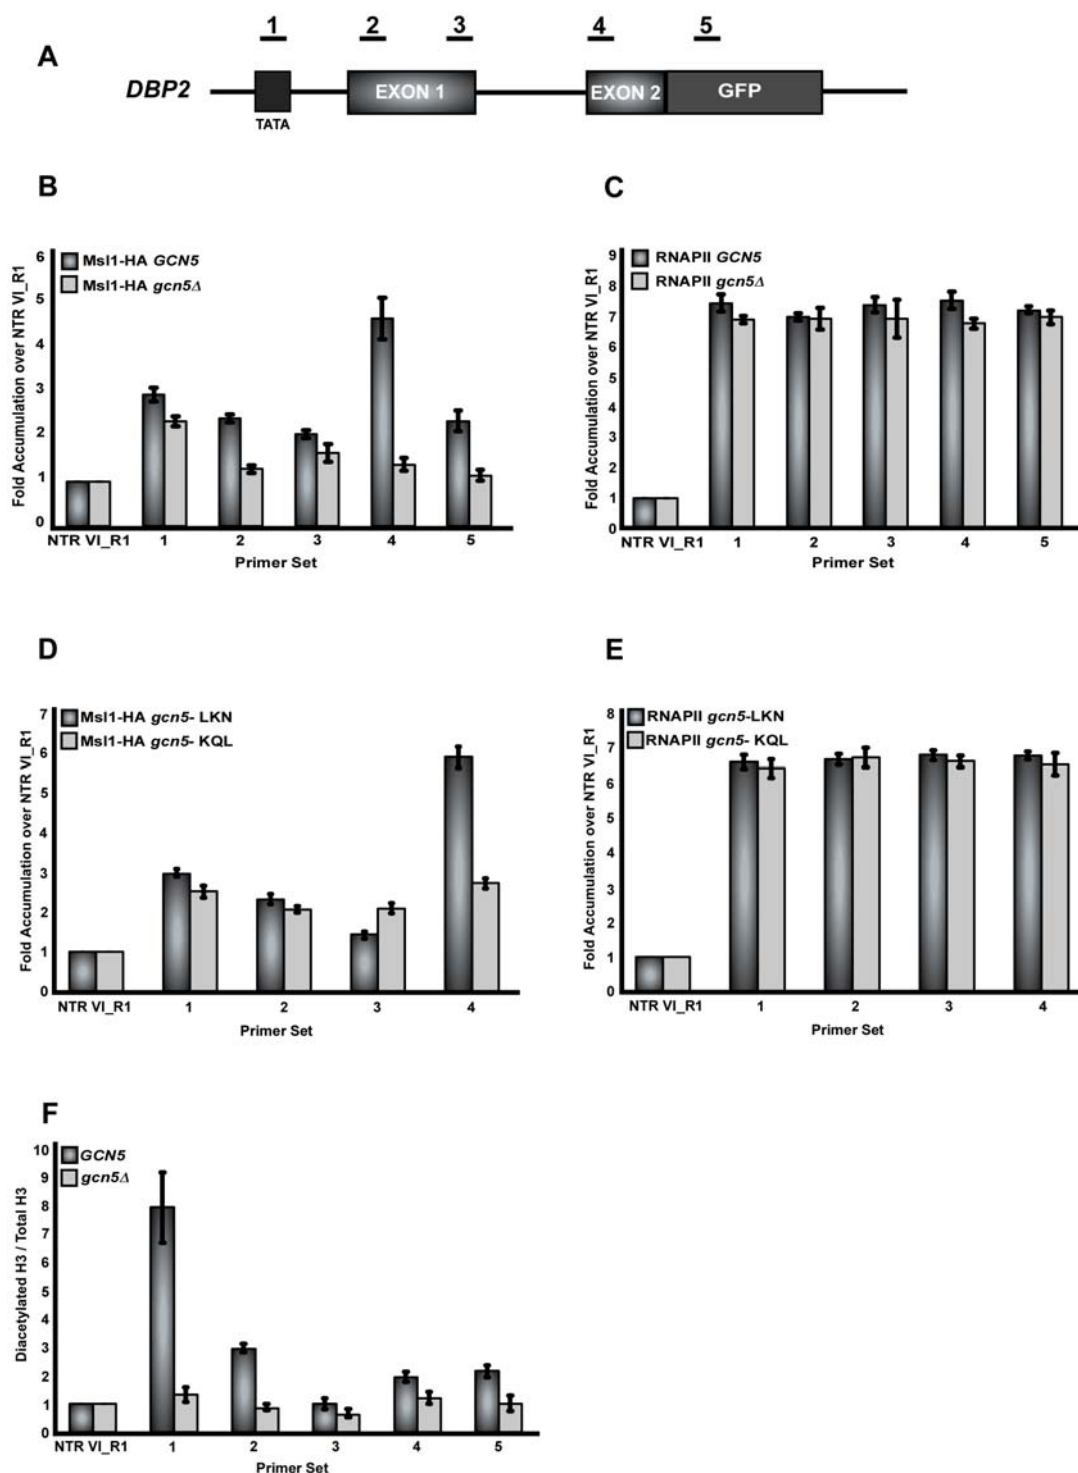 1 2 3 4 5
A
DBP2
EXON 1
EXON 2
GFP
TATA
B
Msl1-HA GCN5
Msl1-HA gcn5Δ
Fold Accumulation over NTR VI_R1
6
5
4
3
2
1
0
NTR VI_R1 1 2 3 4 5
Primer Set
C
RNAPII GCN5
RNAPII gcn5Δ
Fold Accumulation over NTR VI_R1
9
8
7
6
5
4
3
2
1
0
NTR VI_R1 1 2 3 4 5
Primer Set
D
Msl1-HA gcn5- LKN
Msl1-HA gcn5- KQL
Fold Accumulation over NTR VI_R1
7
6
5
4
3
2
1
0
NTR VI_R1 1 2 3 4
Primer Set
E
RNAPII gcn5-LKN
RNAPII gcn5- KQL
Fold Accumulation over NTR VI_R1
8
7
6
5
4
3
2
1
0
NTR VI_R1 1 2 3 4
Primer Set
F
GCN5
gcn5Δ
Diacetylated H3 / Total H3
10
9
8
7
6
5
4
3
2
1
0
NTR VI_R1 1 2 3 4 5
Primer Set